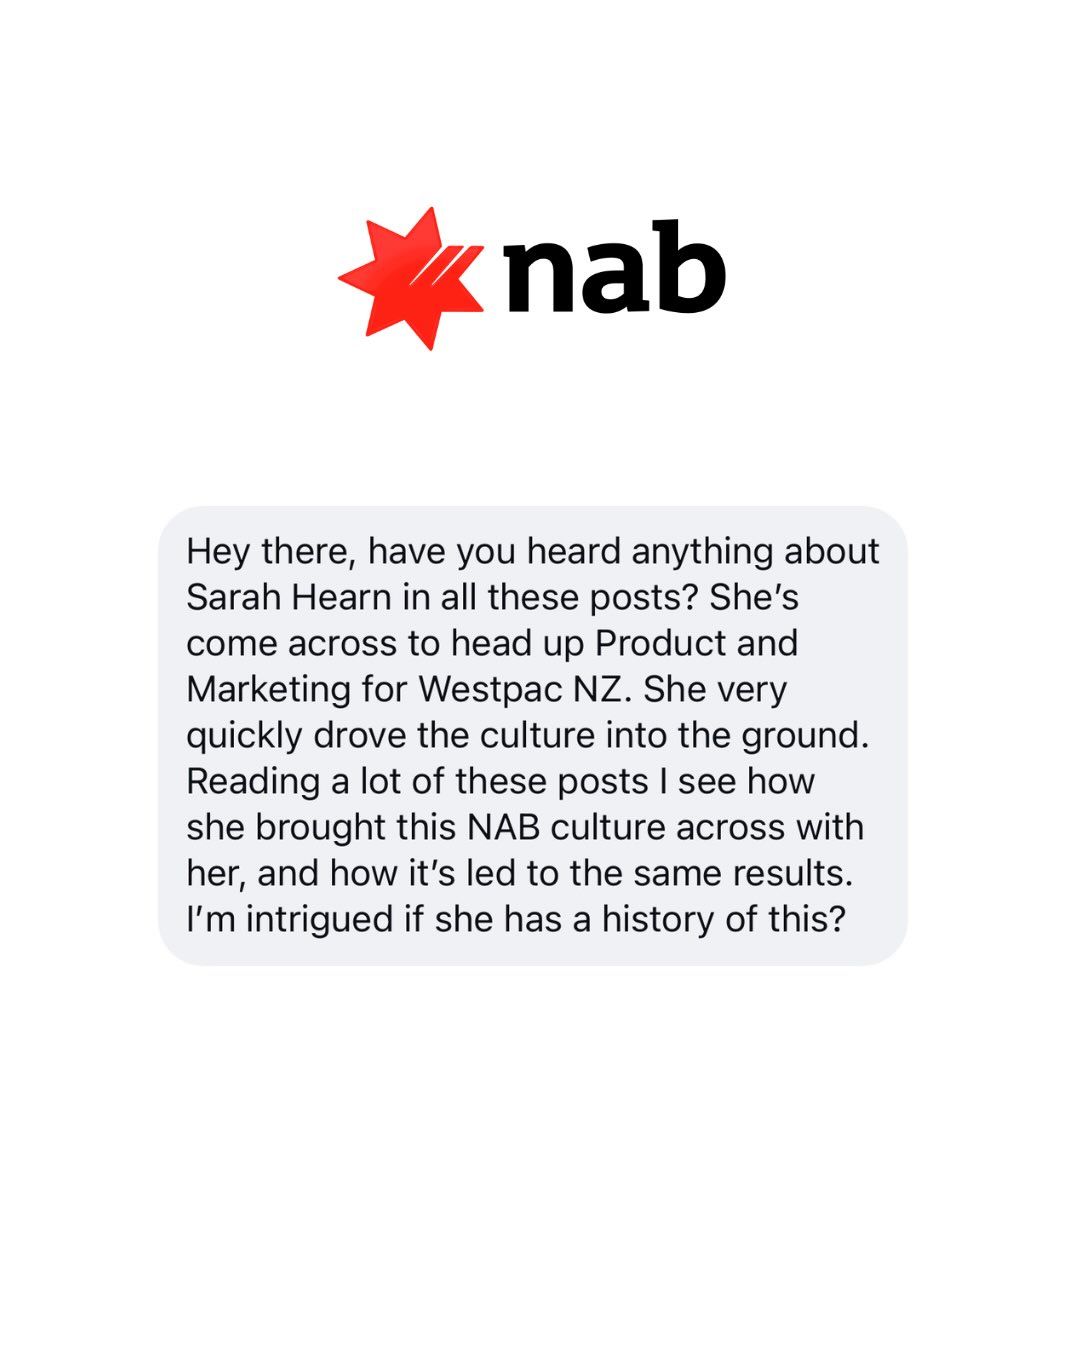 nab
Hey there, have you heard anything about
Sarah Hearn in all these posts? She’s
come across to head up Product and
Marketing for Westpac NZ. She very
quickly drove the culture into the ground.
Reading a lot of these posts I see how
she brought this NAB culture across with
her, and how it’s led to the same results.
I’m intrigued if she has a history of this?